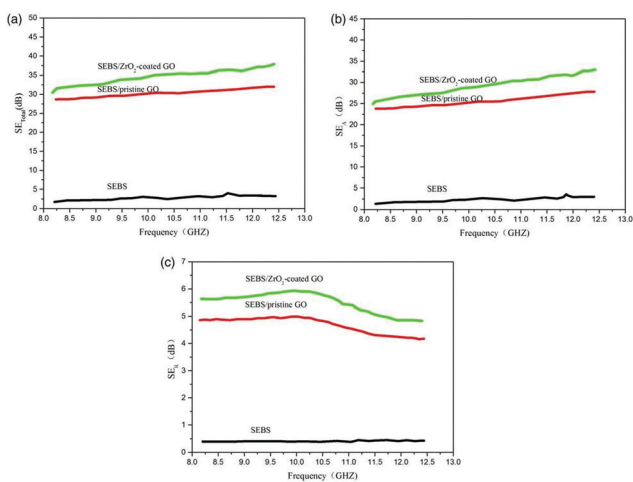 (a)
50
45
40
35
30
25
20
15
10
5
0
SE_Total (dB)
SEBS/ZrO₂-coated GO
SEBS/pristine GO
SEBS
8.0 8.5 9.0 9.5 10.0 10.5 11.0 11.5 12.0 12.5 13.0
Frequency (GHZ)
(b)
45
40
35
30
25
20
15
10
5
0
SE_A (dB)
SEBS/ZrO₂-coated GO
SEBS/pristine GO
SEBS
8.0 8.5 9.0 9.5 10.0 10.5 11.0 11.5 12.0 12.5 13.0
Frequency (GHZ)
(c)
7
6
5
4
3
2
1
0
SE_R (dB)
SEBS/ZrO₂-coated GO
SEBS/pristine GO
SEBS
8.0 8.5 9.0 9.5 10.0 10.5 11.0 11.5 12.0 12.5 13.0
Frequency (GHZ)